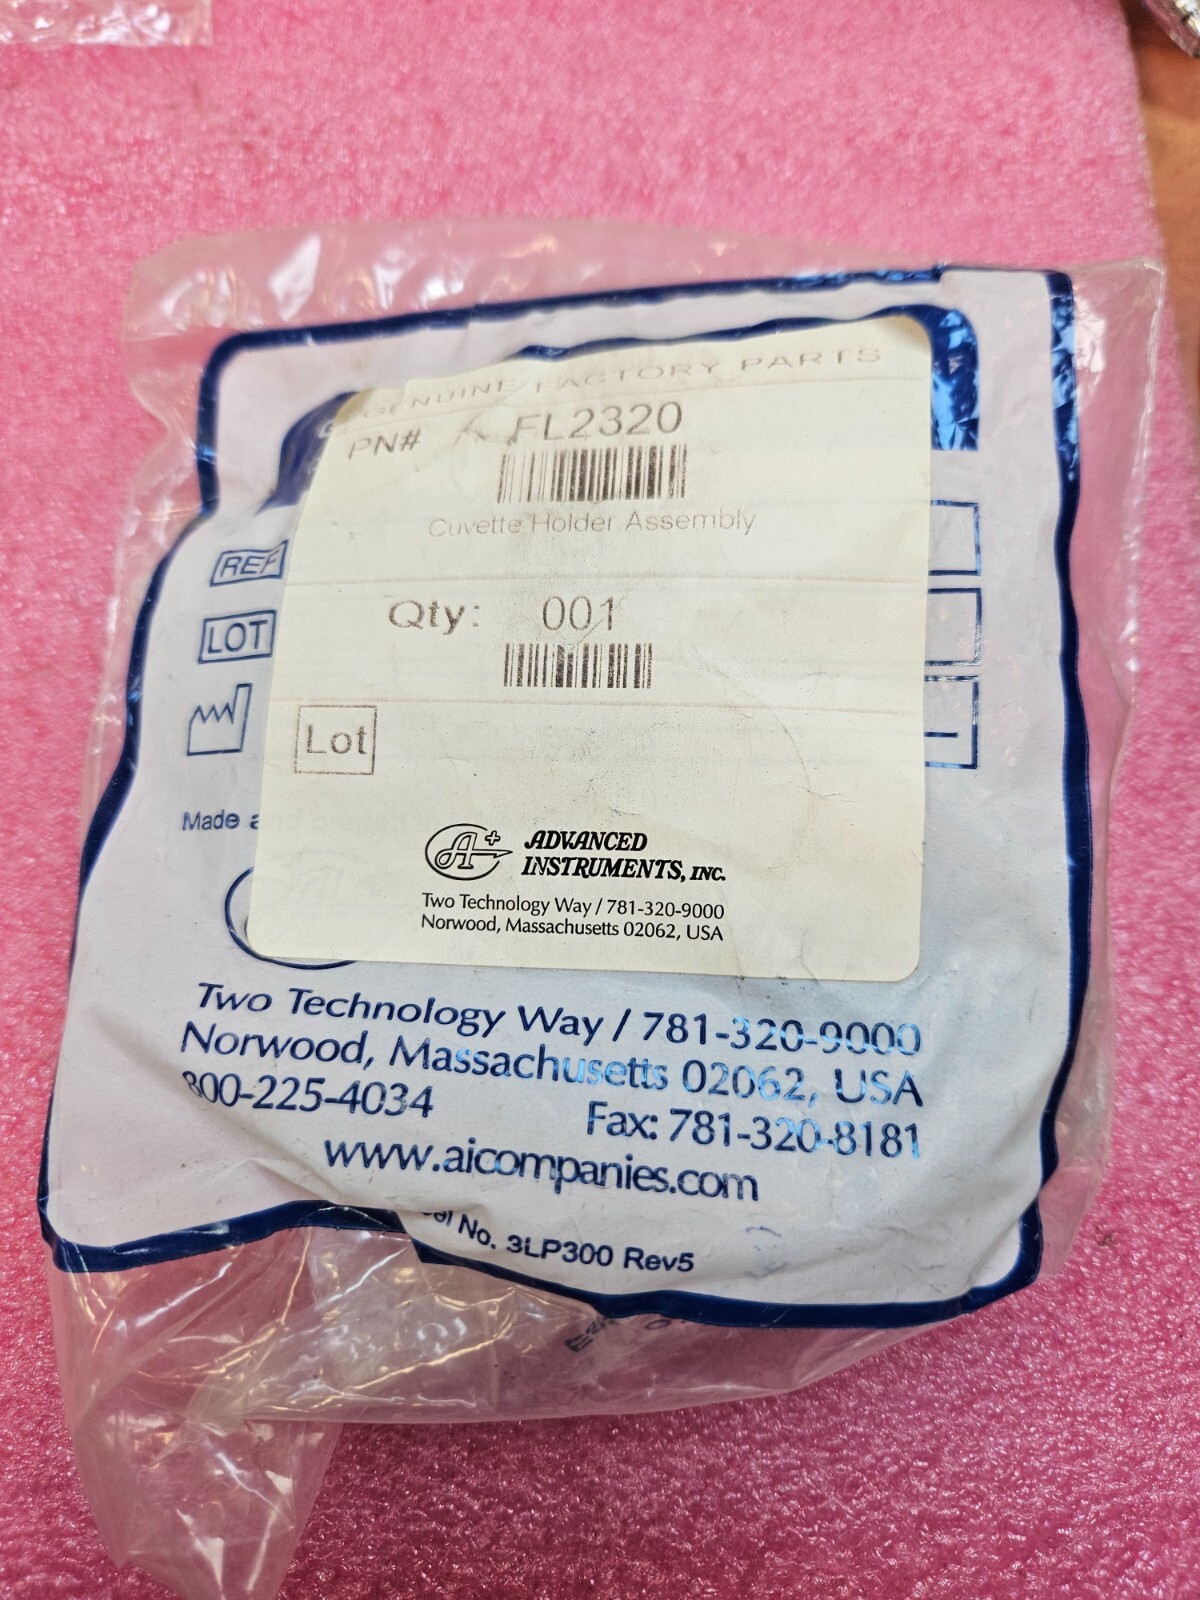 GENUINE FACTORY PARTS
PN# FL2320
Cuvette Holder Assembly
REF
Qty: 001
LOT
Lot
Made
A+ ADVANCED
INSTRUMENTS, INC.
Two Technology Way / 781-320-9000
Norwood, Massachusetts 02062, USA
Two Technology Way / 781-320-9000
Norwood, Massachusetts 02062, USA
800-225-4034 Fax: 781-320-8181
www.aicompanies.com
No. 3LP300 Rev5